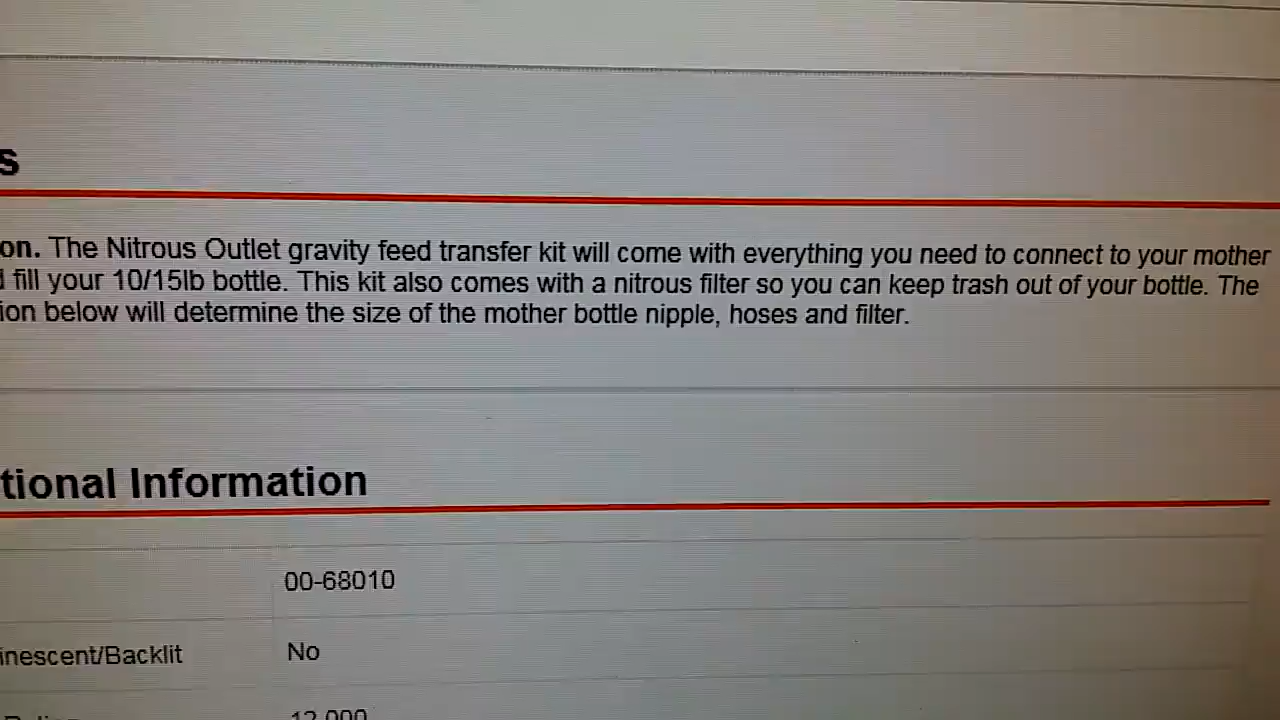 s
on. The Nitrous Outlet gravity feed transfer kit will come with everything you need to connect to your mother
fill your 10/15lb bottle. This kit also comes with a nitrous filter so you can keep trash out of your bottle. The
ion below will determine the size of the mother bottle nipple, hoses and filter.
tional Information
00-68010
inescent/Backlit No
12,000